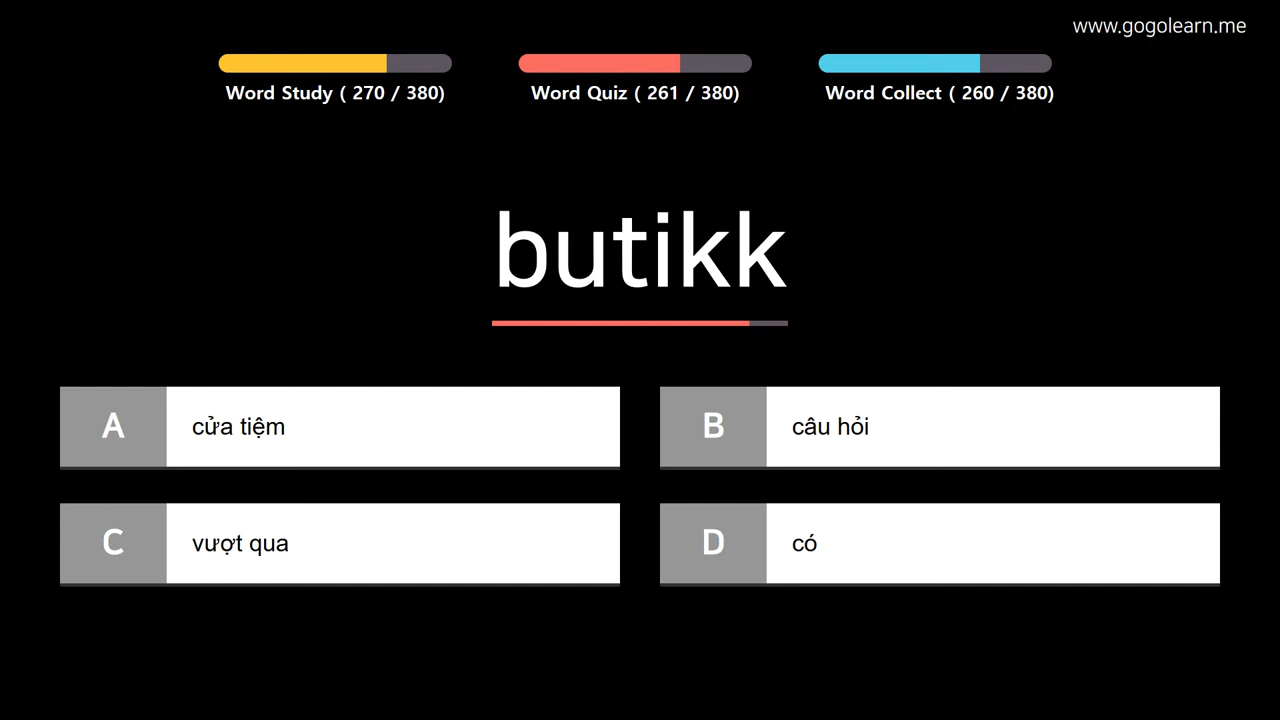 www.gogolearn.me
Word Study ( 270 / 380)
Word Quiz ( 261 / 380)
Word Collect ( 260 / 380)
butikk
A
cửa tiệm
B
câu hỏi
C
vượt qua
D
có